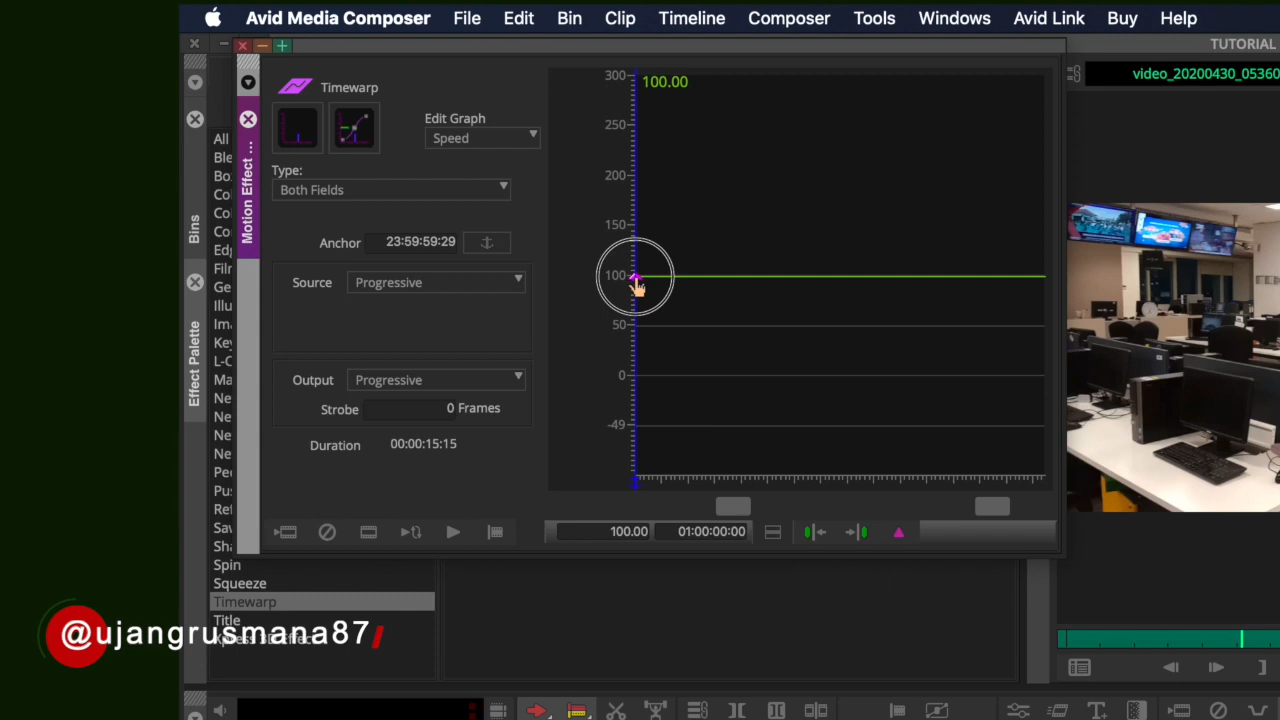 Avid Media Composer File Edit Bin Clip Timeline Composer Tools Windows Avid Link Buy Help
TUTORIAL
video_20200430_05360
Bins
Effect Palette
Motion Effect ...
Timewarp
Edit Graph
Speed
Type:
Both Fields
Anchor 23:59:59:29
Source Progressive
Output Progressive
Strobe 0 Frames
Duration 00:00:15:15
300
100.00
250
200
150
100
50
0
-49
100.00 01:00:00:00
All
Ble
Bo
Co
Co
Co
Edg
Filr
Ge
Illu
Ima
Key
L-C
Ma
Ne
Ne
Ne
Ne
Pe
Pus
Ref
Sav
Sha
Spin
Squeeze
Timewarp
Title
@ujangrusmana87